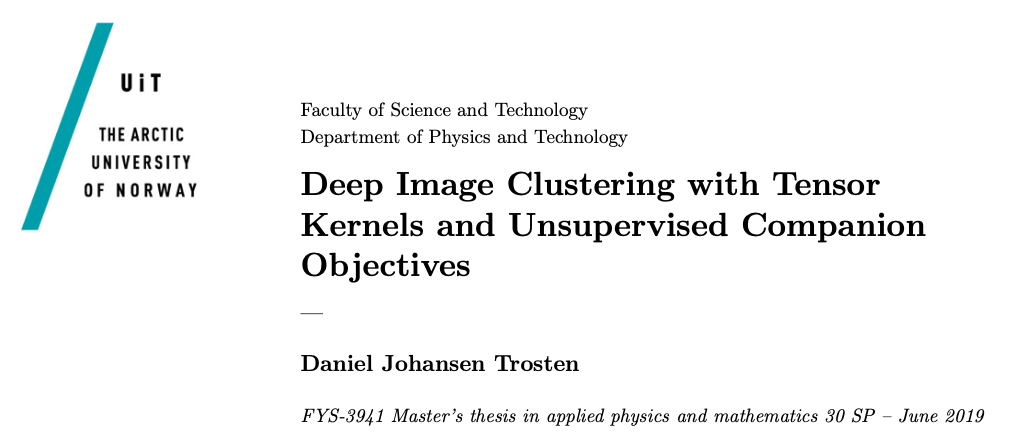 UiT
THE ARCTIC
UNIVERSITY
OF NORWAY
Faculty of Science and Technology
Department of Physics and Technology
Deep Image Clustering with Tensor
Kernels and Unsupervised Companion
Objectives
—
Daniel Johansen Trosten
FYS-3941 Master's thesis in applied physics and mathematics 30 SP – June 2019